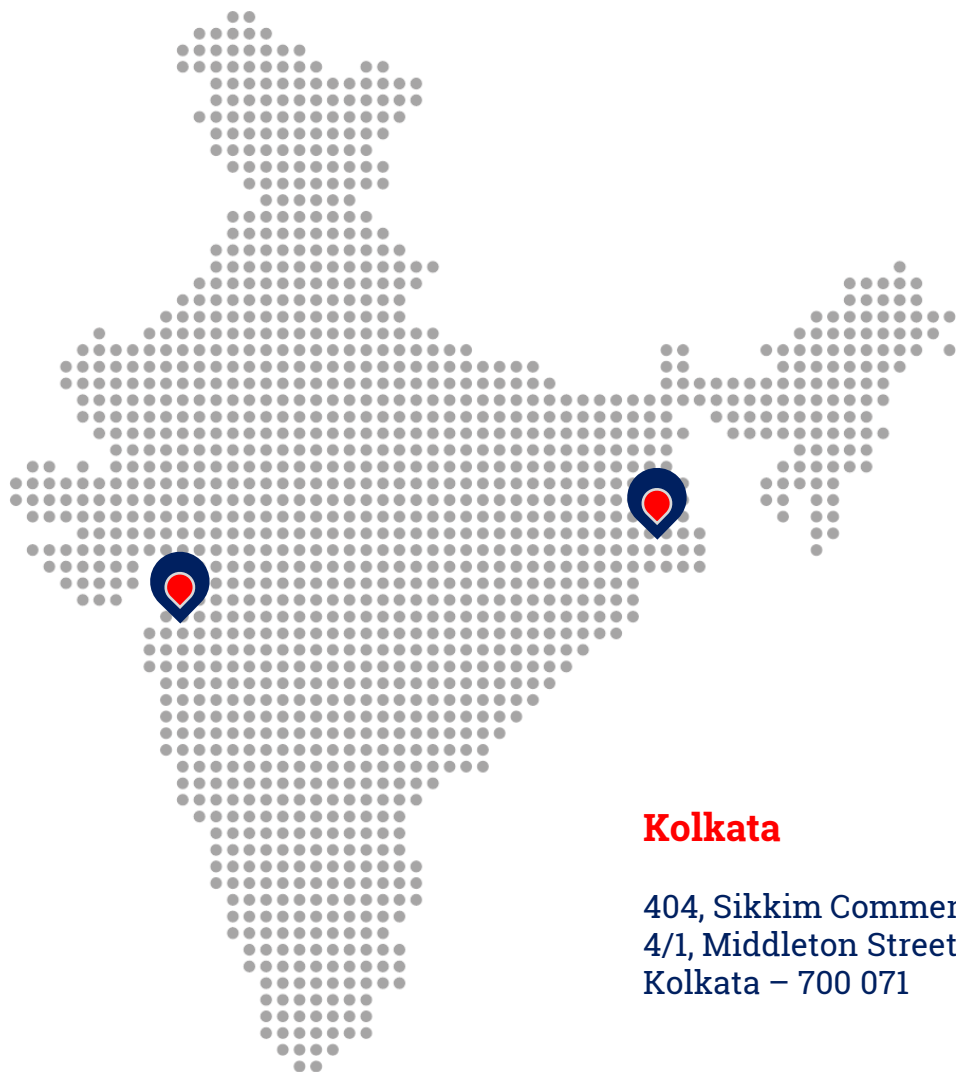 Kolkata
404, Sikkim Commer
4/1, Middleton Street
Kolkata – 700 071